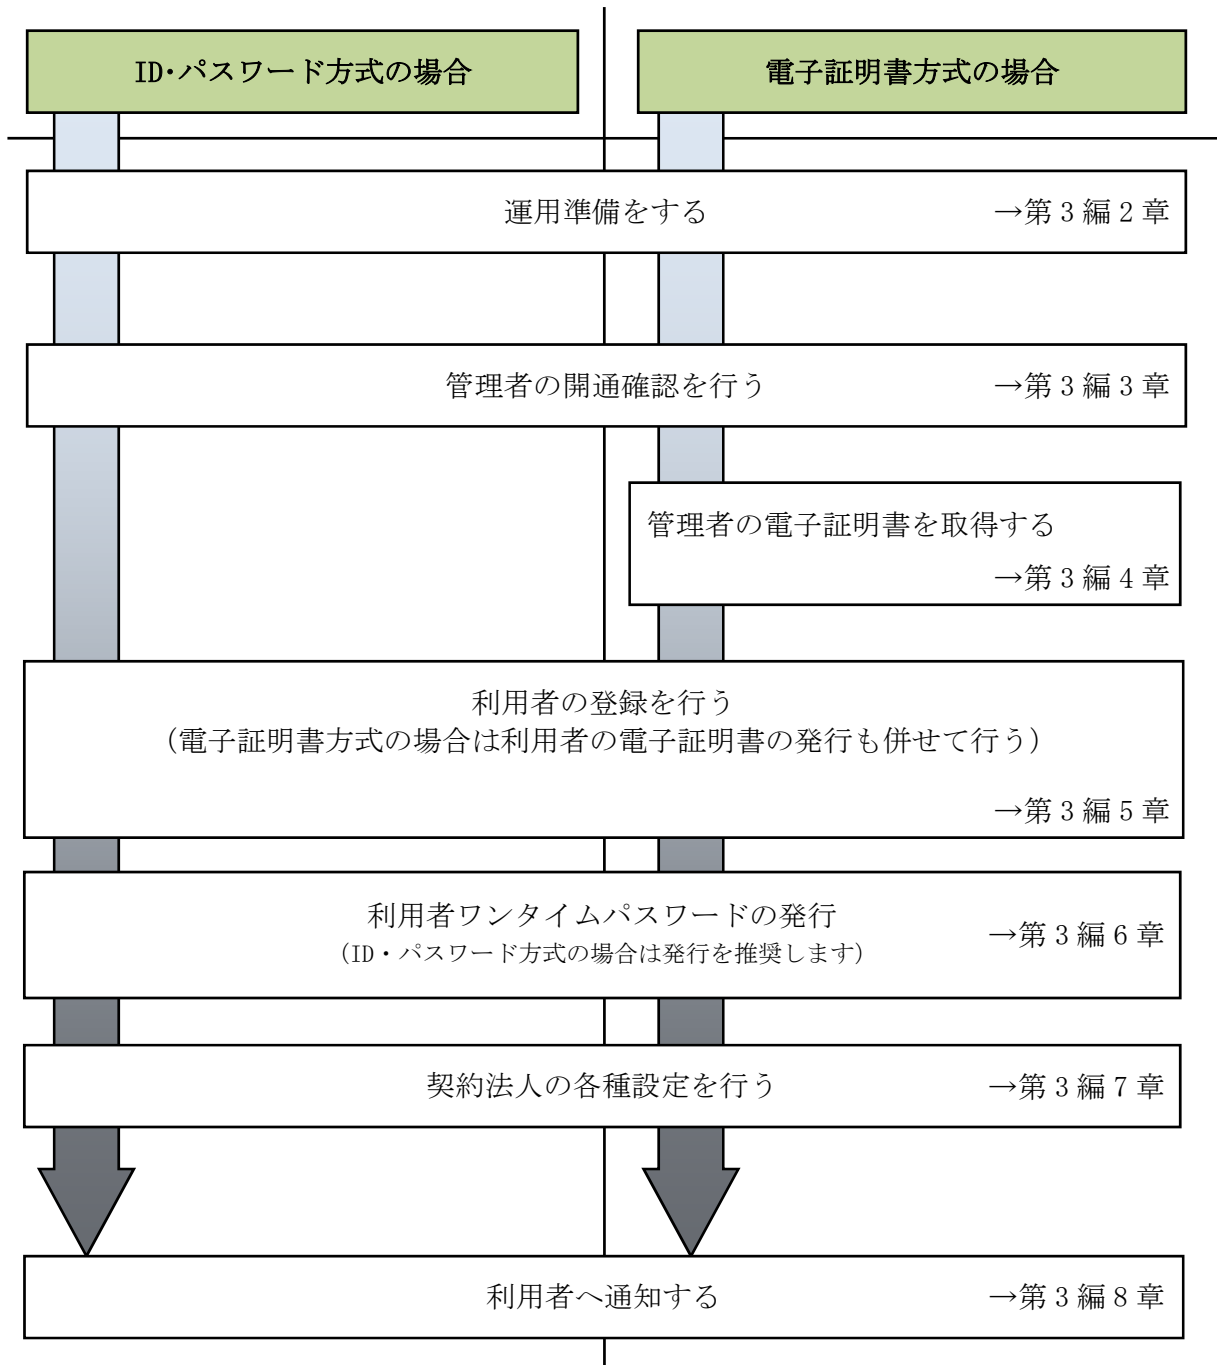 ID・パスワード方式の場合
電子証明書方式の場合
運用準備をする →第3編2章
管理者の開通確認を行う →第3編3章
管理者の電子証明書を取得する
→第3編4章
利用者の登録を行う
（電子証明書方式の場合は利用者の電子証明書の発行も併せて行う）
→第3編5章
利用者ワンタイムパスワードの発行
（ID・パスワード方式の場合は発行を推奨します）
→第3編6章
契約法人の各種設定を行う →第3編7章
利用者へ通知する →第3編8章